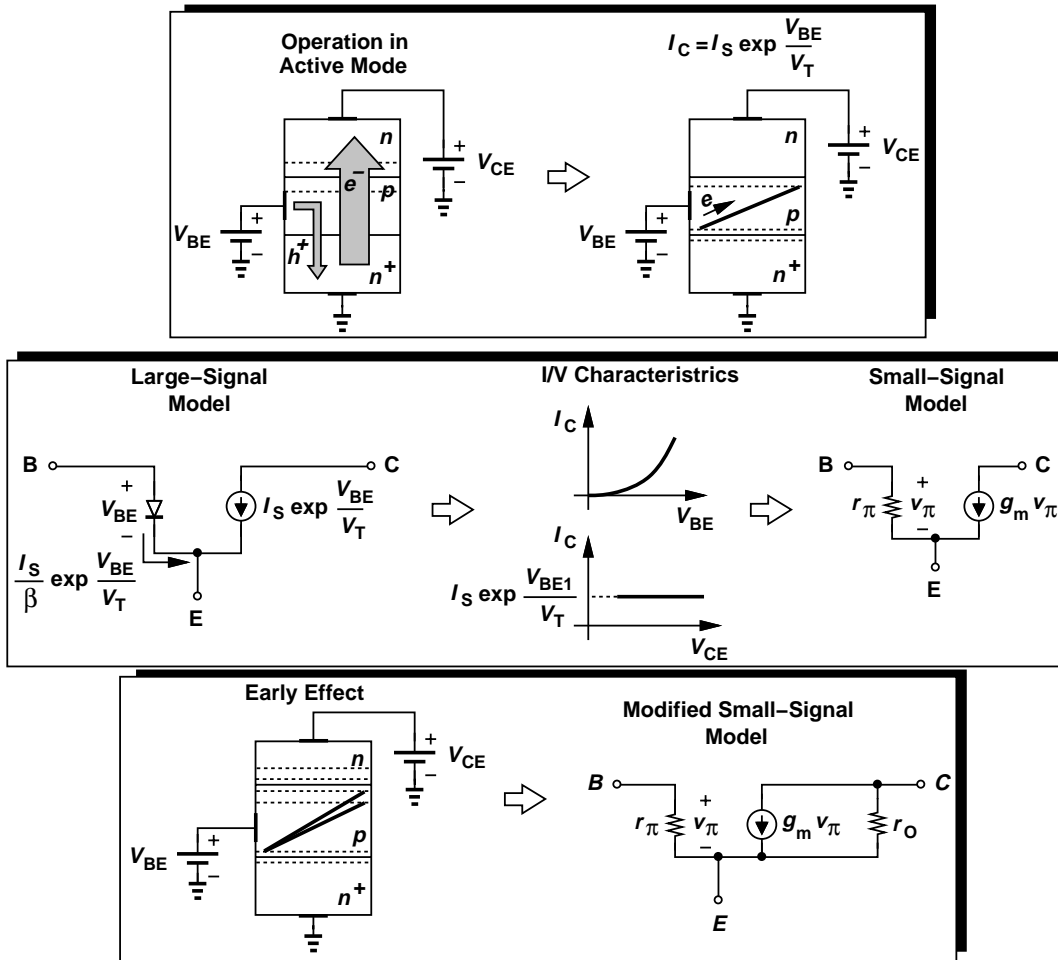 Operation in
Active Mode
I_C = I_S exp V_BE / V_T
n
e⁻
p
h⁺
n⁺
+
−
V_BE
+
−
V_CE
n
e
p
n⁺
+
−
V_BE
+
−
V_CE
Large−Signal
Model
B
C
+
V_BE
−
I_S exp V_BE / V_T
I_S / β exp V_BE / V_T
E
I/V Characteristrics
I_C
V_BE
I_C
I_S exp V_BE1 / V_T
V_CE
Small−Signal
Model
B
C
r_π
+
v_π
−
g_m v_π
E
Early Effect
n
p
n⁺
+
−
V_BE
+
−
V_CE
Modified Small−Signal
Model
B
C
r_π
+
v_π
−
g_m v_π
r_O
E